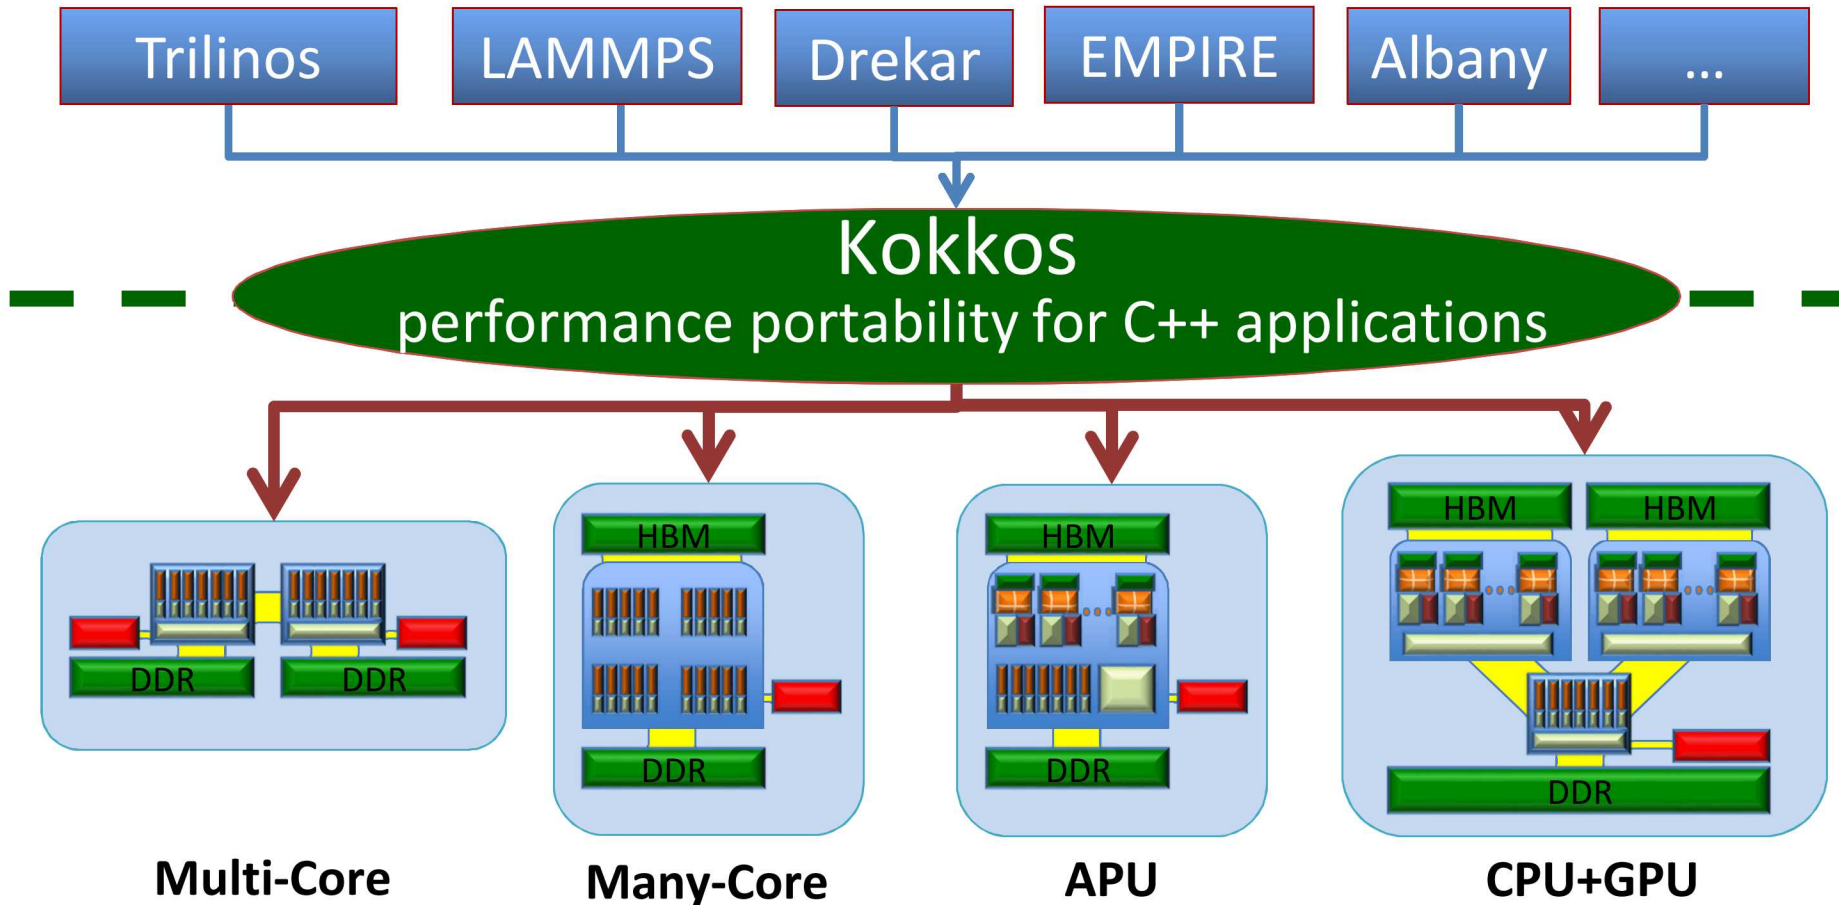 Trilinos
LAMMPS
Drekar
EMPIRE
Albany
...
Kokkos
performance portability for C++ applications
DDR
DDR
Multi-Core
HBM
DDR
Many-Core
HBM
DDR
APU
HBM
HBM
DDR
CPU+GPU